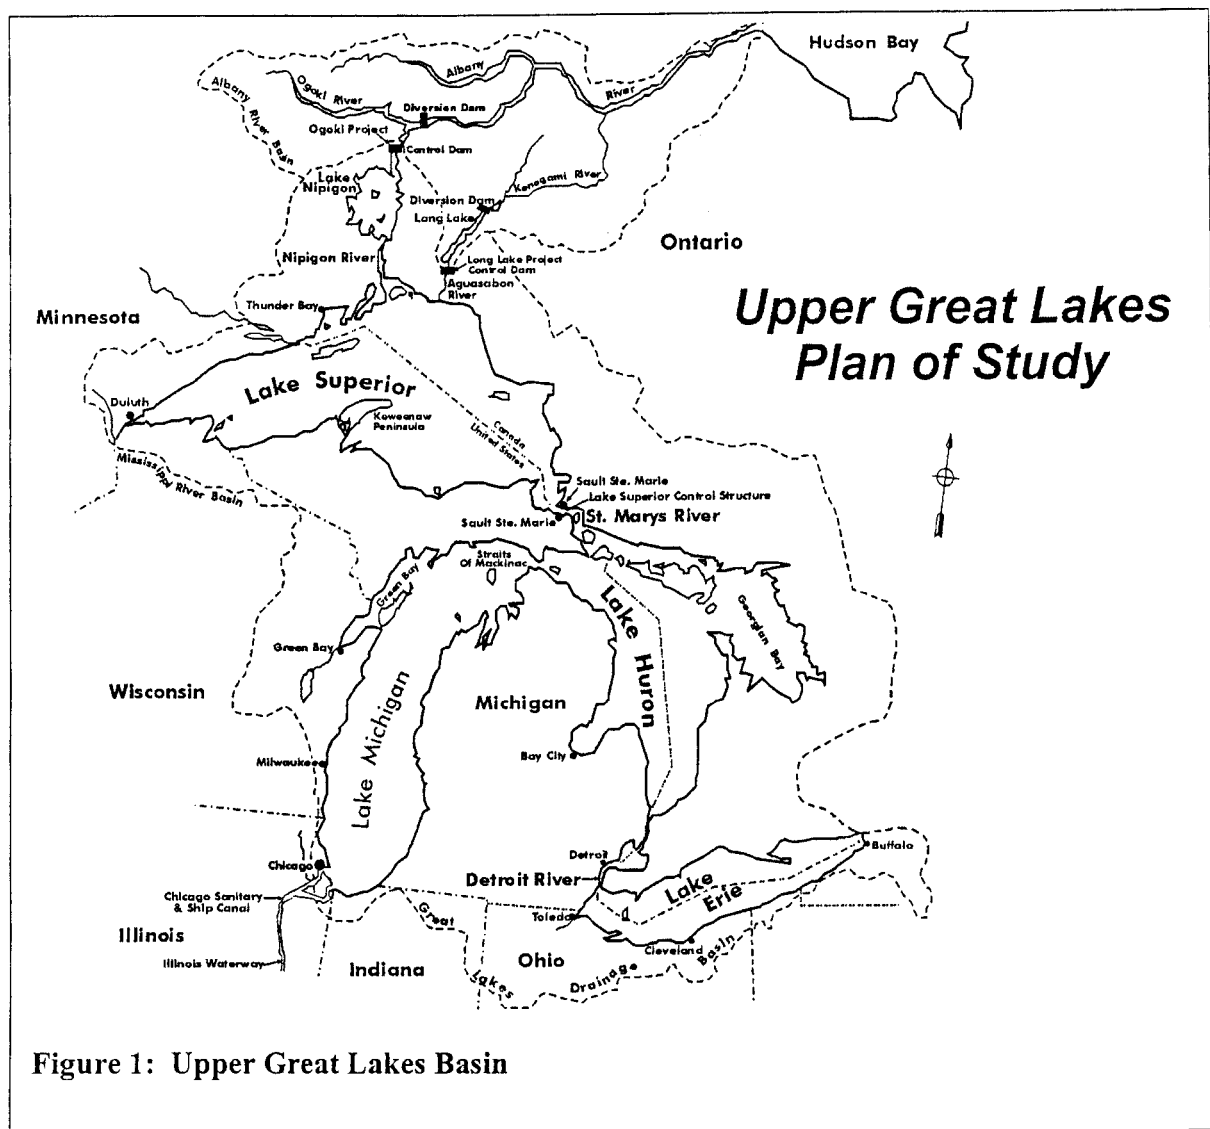 Hudson Bay
Albany
River
Ogoki River
Albany River Basin
Diversion Dam
Ogoki Project
Control Dam
Lake
Nipigon
Kenogami River
Diversion Dam
Long Lake
Ontario
Nipigon River
Long Lake Project
Control Dam
Aguasabon
River
Thunder Bay
Minnesota
Upper Great Lakes
Plan of Study
Lake Superior
Duluth
Keweenaw
Peninsula
Canada
United States
Mississippi River Basin
Sault Ste. Marie
Lake Superior Control Structure
Sault Ste. Marie
St. Marys River
Straits
Of Mackinac
Green Bay
Lake Huron
Georgian Bay
Green Bay
Wisconsin
Lake Michigan
Michigan
Bay City
Milwaukee
Chicago
Detroit
Buffalo
Detroit River
Lake
Erie
Chicago Sanitary
& Ship Canal
Toledo
Great
Lakes
Drainage
Basin
Cleveland
Illinois
Illinois Waterway
Indiana
Ohio
Figure 1: Upper Great Lakes Basin